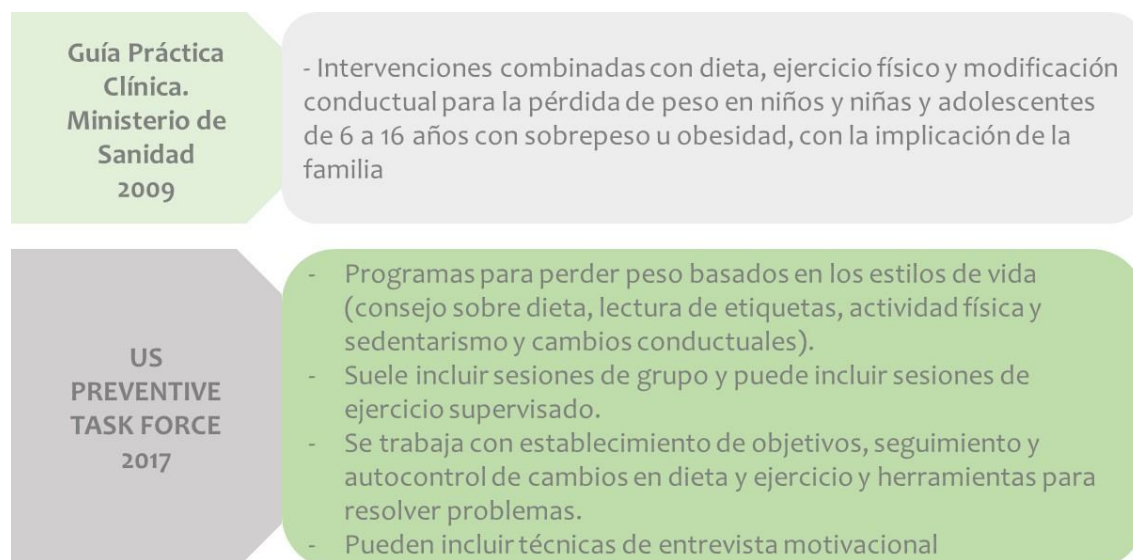 Guía Práctica
Clínica.
Ministerio de
Sanidad
2009
- Intervenciones combinadas con dieta, ejercicio físico y modificación
conductual para la pérdida de peso en niños y niñas y adolescentes
de 6 a 16 años con sobrepeso u obesidad, con la implicación de la
familia
US
PREVENTIVE
TASK FORCE
2017
- Programas para perder peso basados en los estilos de vida
(consejo sobre dieta, lectura de etiquetas, actividad física y
sedentarismo y cambios conductuales).
- Suele incluir sesiones de grupo y puede incluir sesiones de
ejercicio supervisado.
- Se trabaja con establecimiento de objetivos, seguimiento y
autocontrol de cambios en dieta y ejercicio y herramientas para
resolver problemas.
- Pueden incluir técnicas de entrevista motivacional